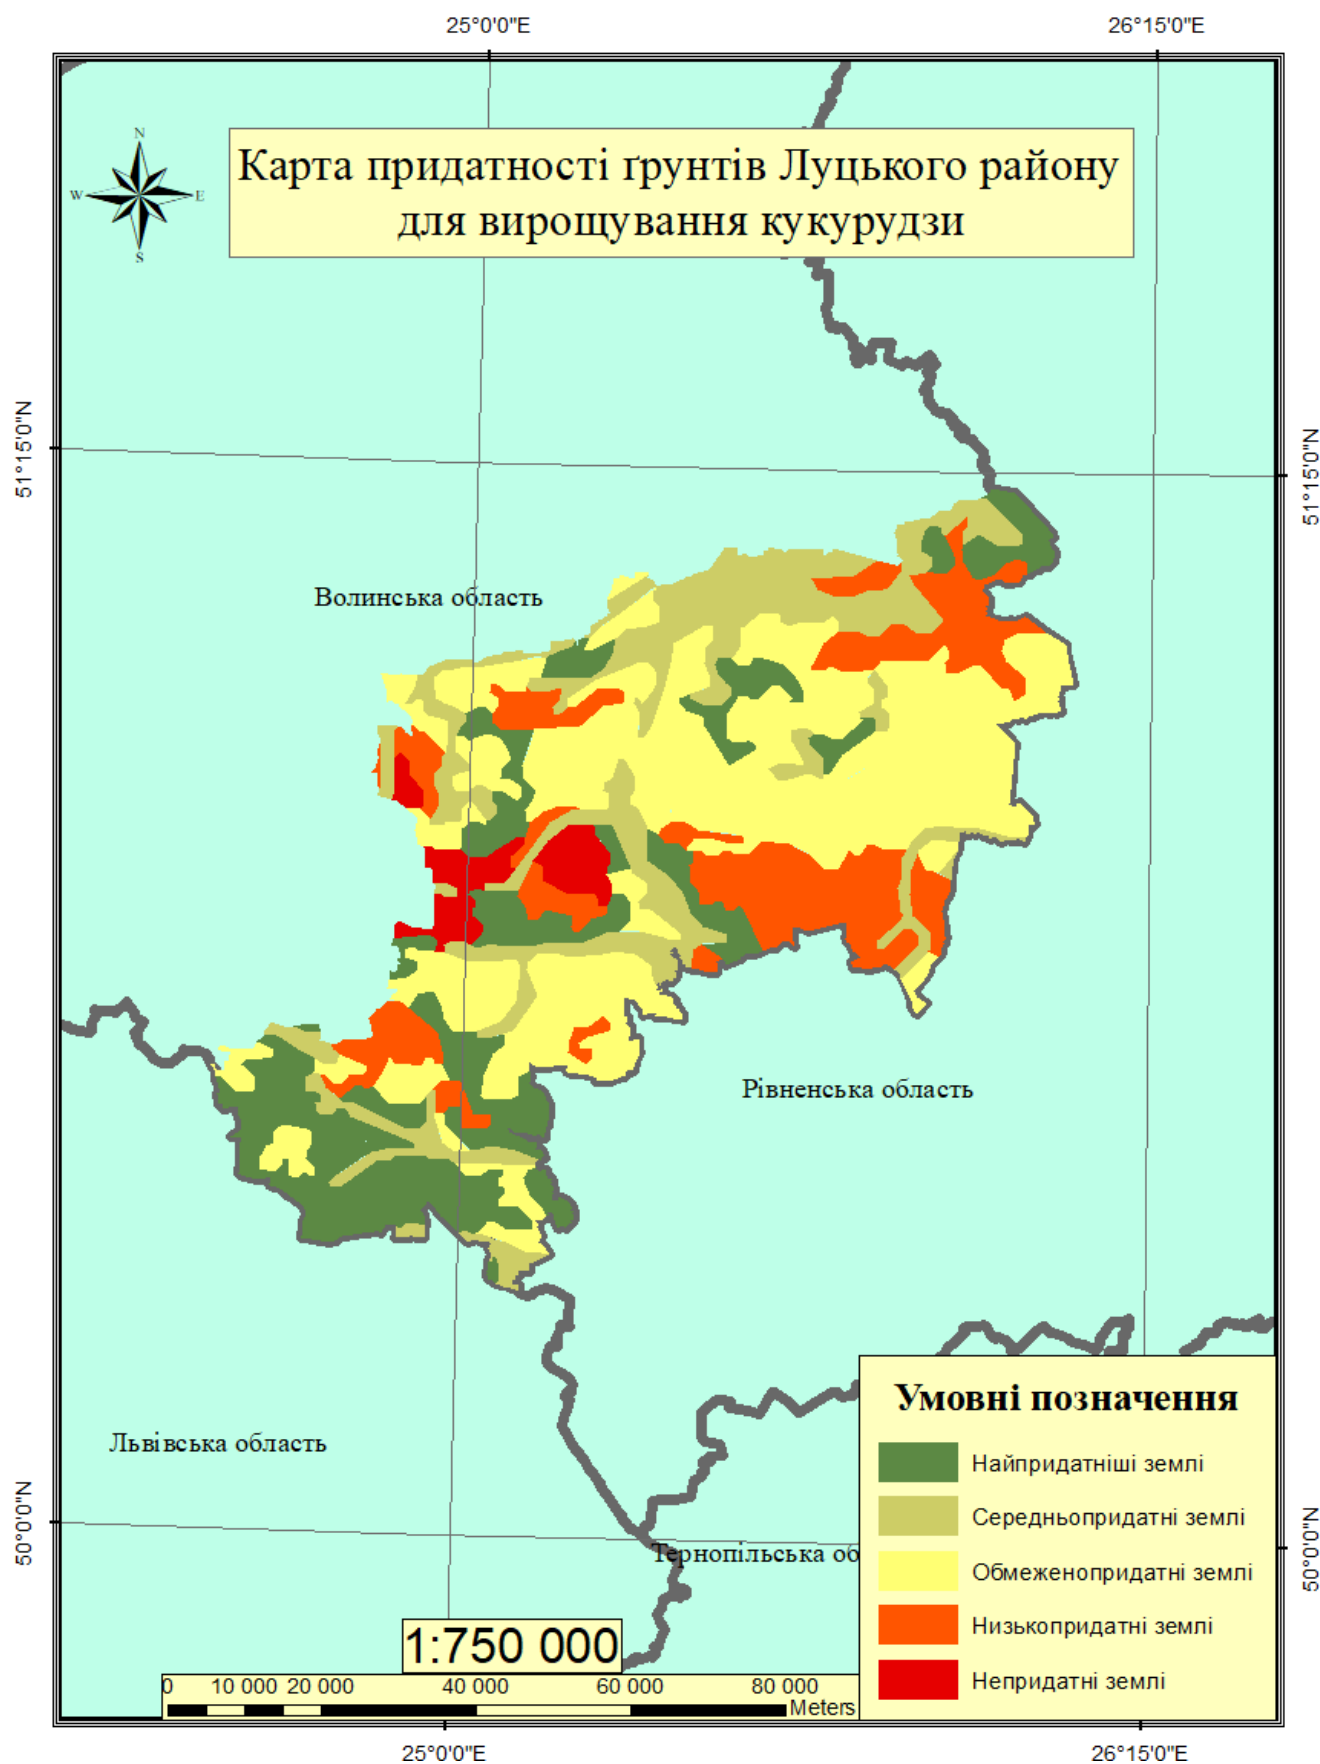 25°0'0"E
26°15'0"E
N
W
E
S
Карта придатності ґрунтів Луцького району
для вирощування кукурудзи
51°15'0"N
51°15'0"N
Волинська область
Рівненська область
Львівська область
Тернопільська об
Умовні позначення
Найпридатніші землі
Середньопридатні землі
Обмеженопридатні землі
Низькопридатні землі
Непридатні землі
50°0'0"N
50°0'0"N
1:750 000
0 10 000 20 000 40 000 60 000 80 000
Meters
25°0'0"E
26°15'0"E